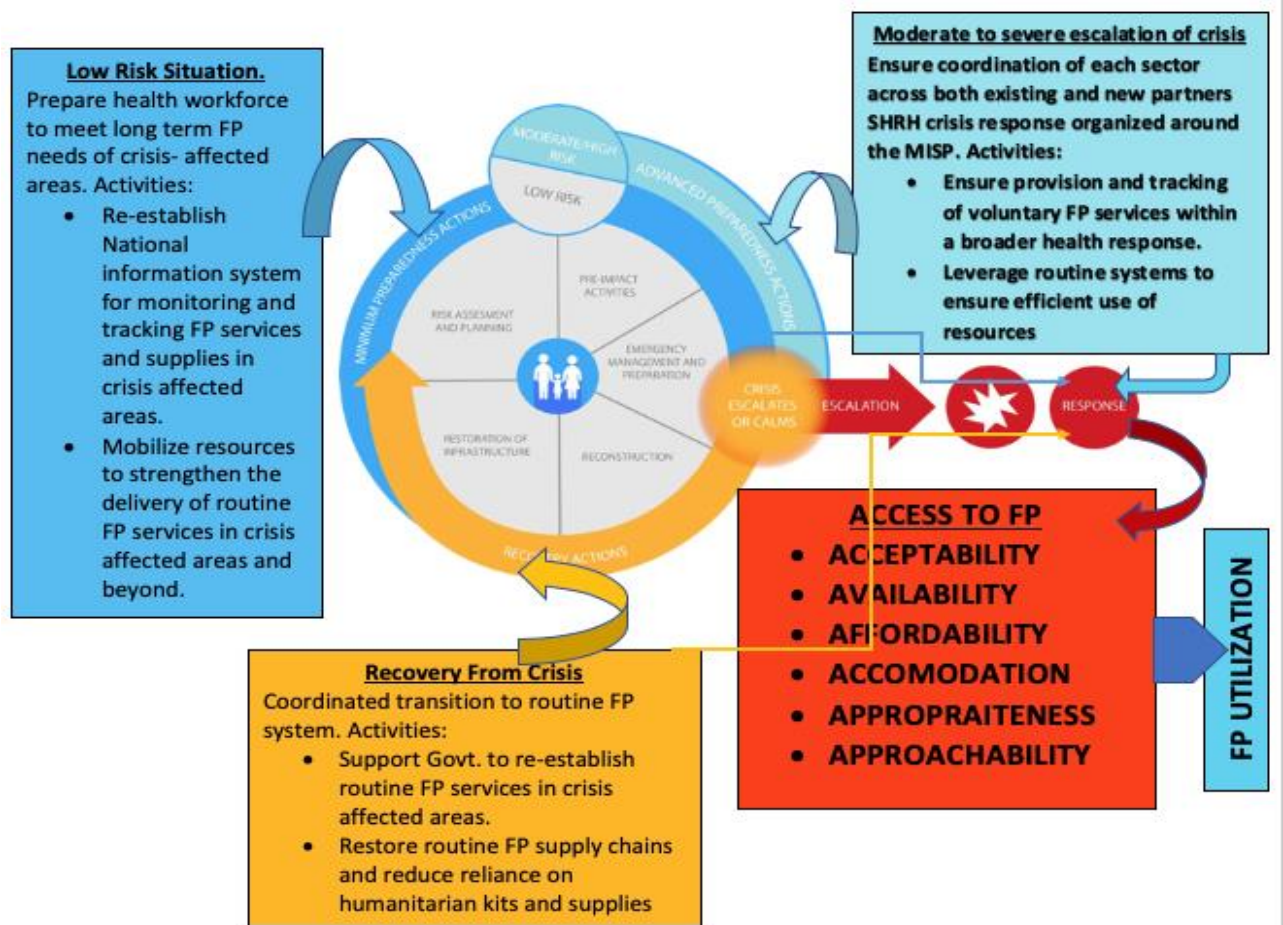 Low Risk Situation.
Prepare health workforce
to meet long term FP
needs of crisis- affected
areas. Activities:
• Re-establish
National
information system
for monitoring and
tracking FP services
and supplies in
crisis affected
areas.
• Mobilize resources
to strengthen the
delivery of routine
FP services in crisis
affected areas and
beyond.
Moderate to severe escalation of crisis
Ensure coordination of each sector
across both existing and new partners
SHRH crisis response organized around
the MISP. Activities:
• Ensure provision and tracking
of voluntary FP services within
a broader health response.
• Leverage routine systems to
ensure efficient use of
resources
MODERATE/HIGH
RISK
LOW RISK
MINIMUM PREPAREDNESS ACTIONS
ADVANCED PREPAREDNESS ACTIONS
PRE-IMPACT
ACTIVITIES
RISK ASSESMENT
AND PLANNING
EMERGENCY
MANAGEMENT AND
PREPARATION
RESTORATION OF
INFRASTRUCTURE
RECONSTRUCTION
RECOVERY ACTIONS
CRISIS
ESCALATES
OR CALMS
ESCALATION
RESPONSE
ACCESS TO FP
• ACCEPTABILITY
• AVAILABILITY
• AFFORDABILITY
• ACCOMODATION
• APPROPRAITENESS
• APPROACHABILITY
FP UTILIZATION
Recovery From Crisis
Coordinated transition to routine FP
system. Activities:
• Support Govt. to re-establish
routine FP services in crisis
affected areas.
• Restore routine FP supply chains
and reduce reliance on
humanitarian kits and supplies